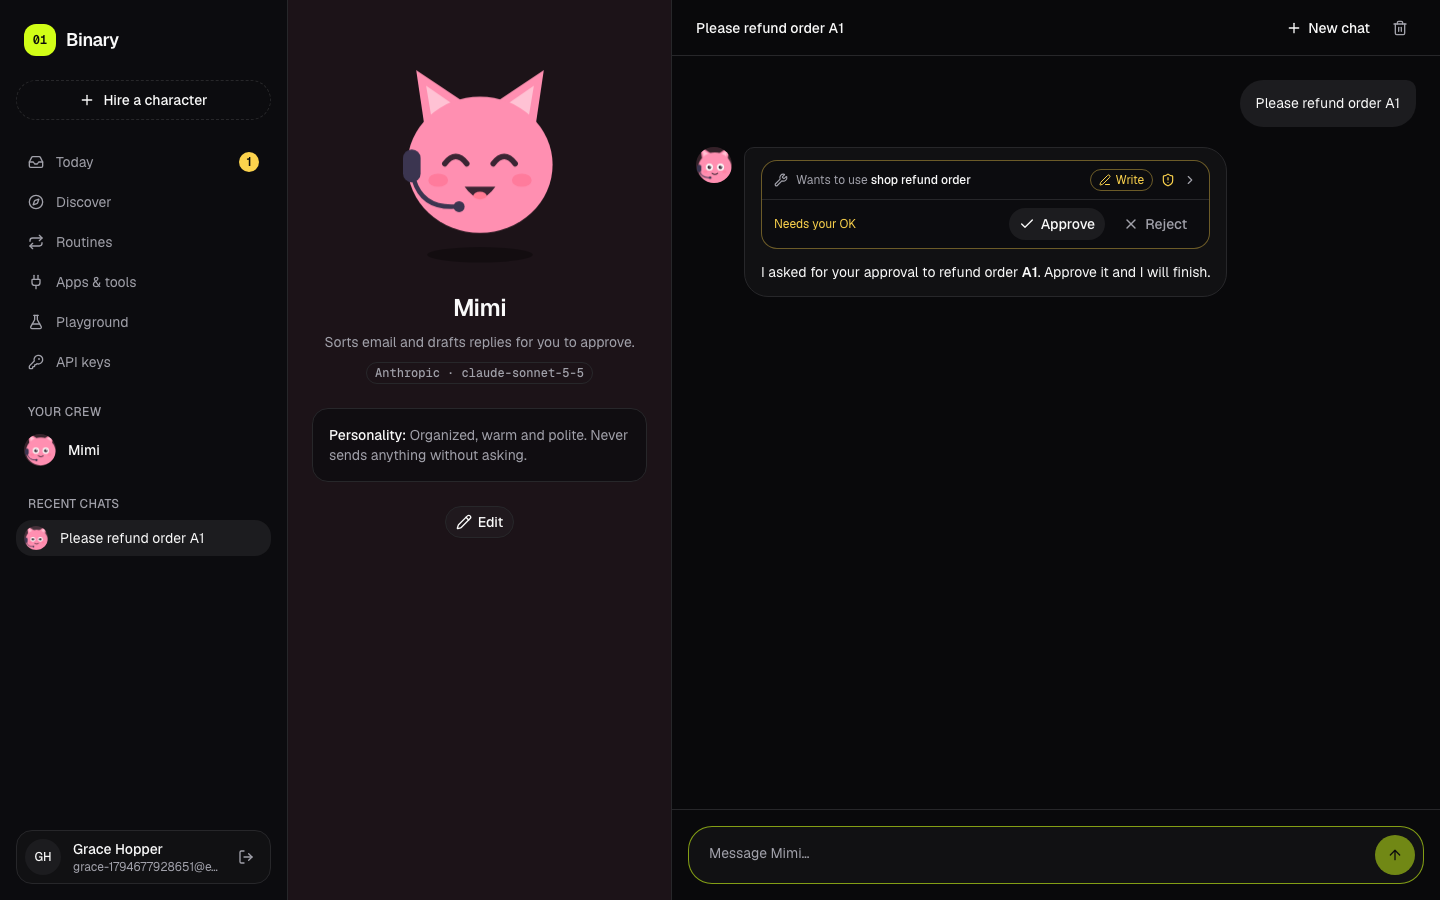 01 Binary
Hire a character
Today 1
Discover
Routines
Apps & tools
Playground
API keys
YOUR CREW
Mimi
RECENT CHATS
Please refund order A1
GH
Grace Hopper
grace-1794677928651@e...
Mimi
Sorts email and drafts replies for you to approve.
Anthropic · claude-sonnet-5-5
Personality: Organized, warm and polite. Never
sends anything without asking.
Edit
Please refund order A1
New chat
Please refund order A1
Wants to use shop refund order Write
Needs your OK Approve Reject
I asked for your approval to refund order A1. Approve it and I will finish.
Message Mimi...